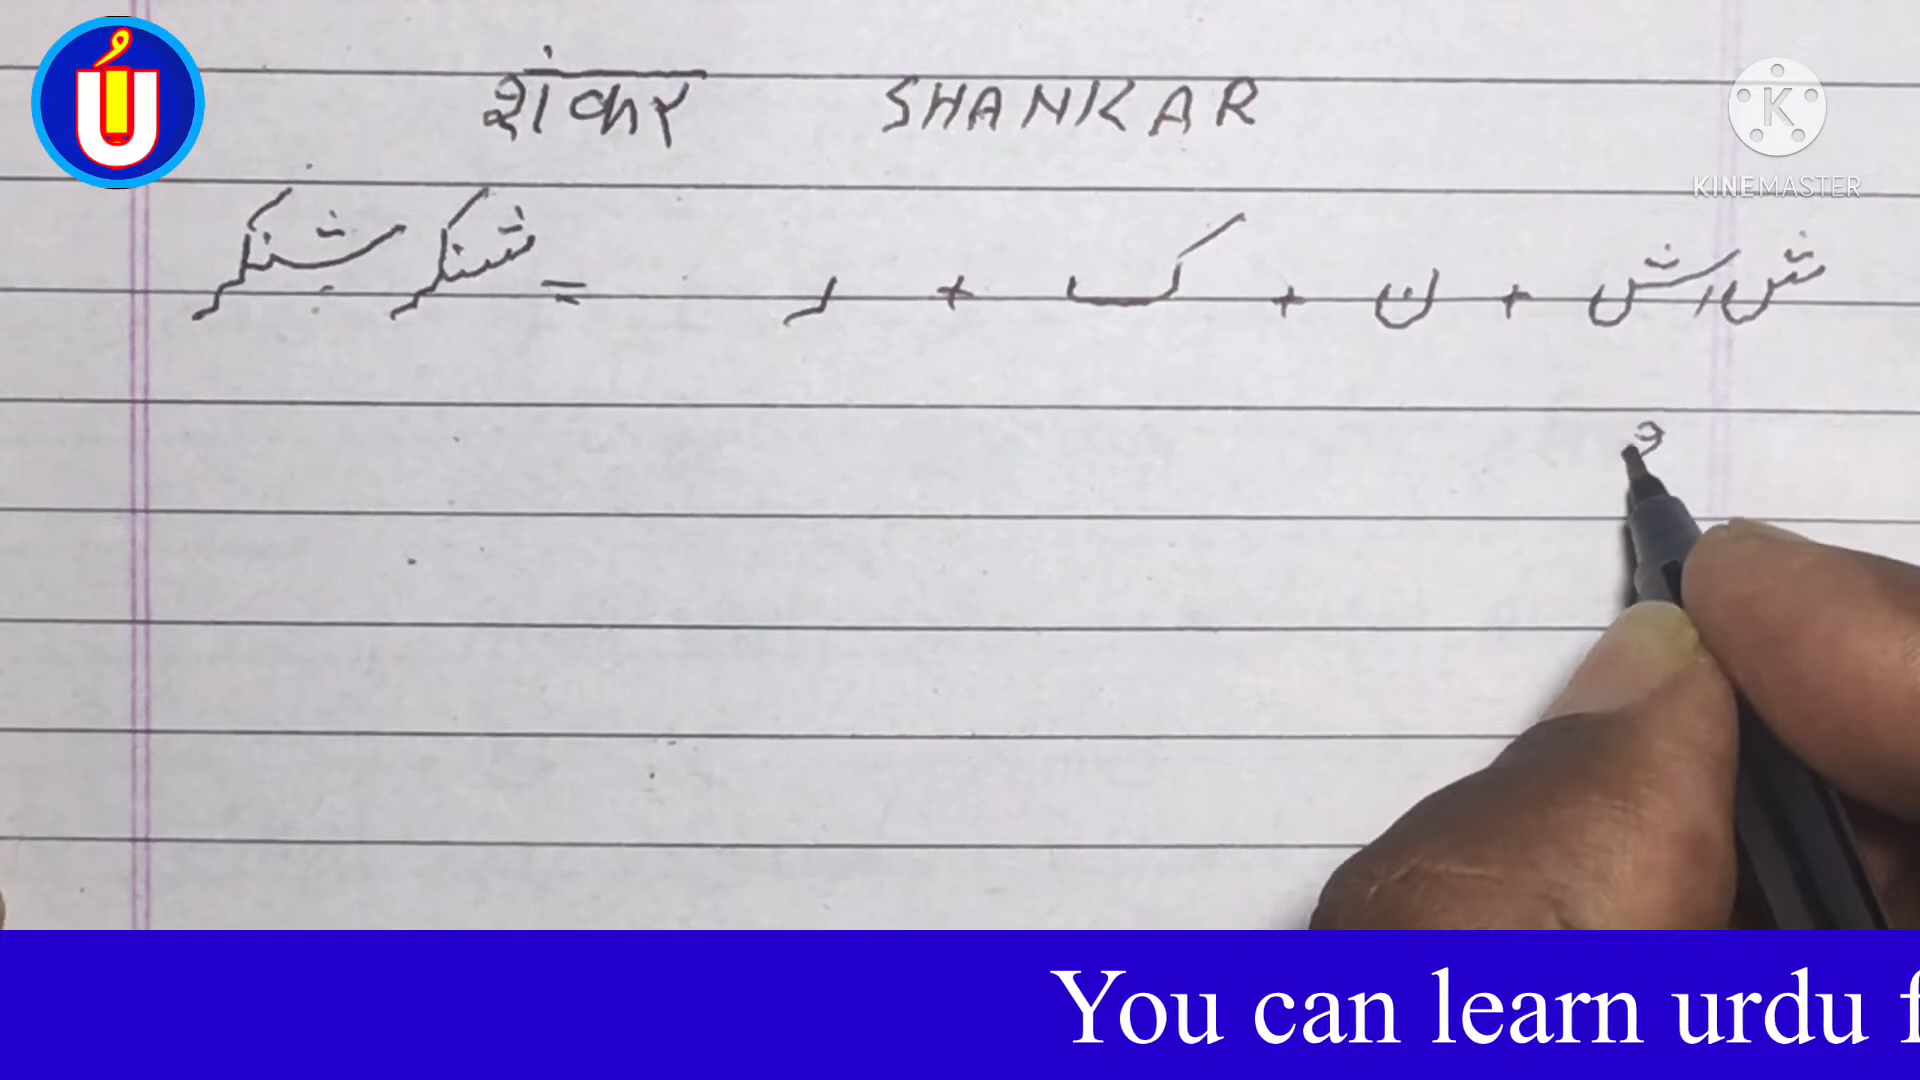 शंकर SHANKAR
KINEMASTER
ش/ش + ن + ک + ر = شنکر شنکر
You can learn urdu f